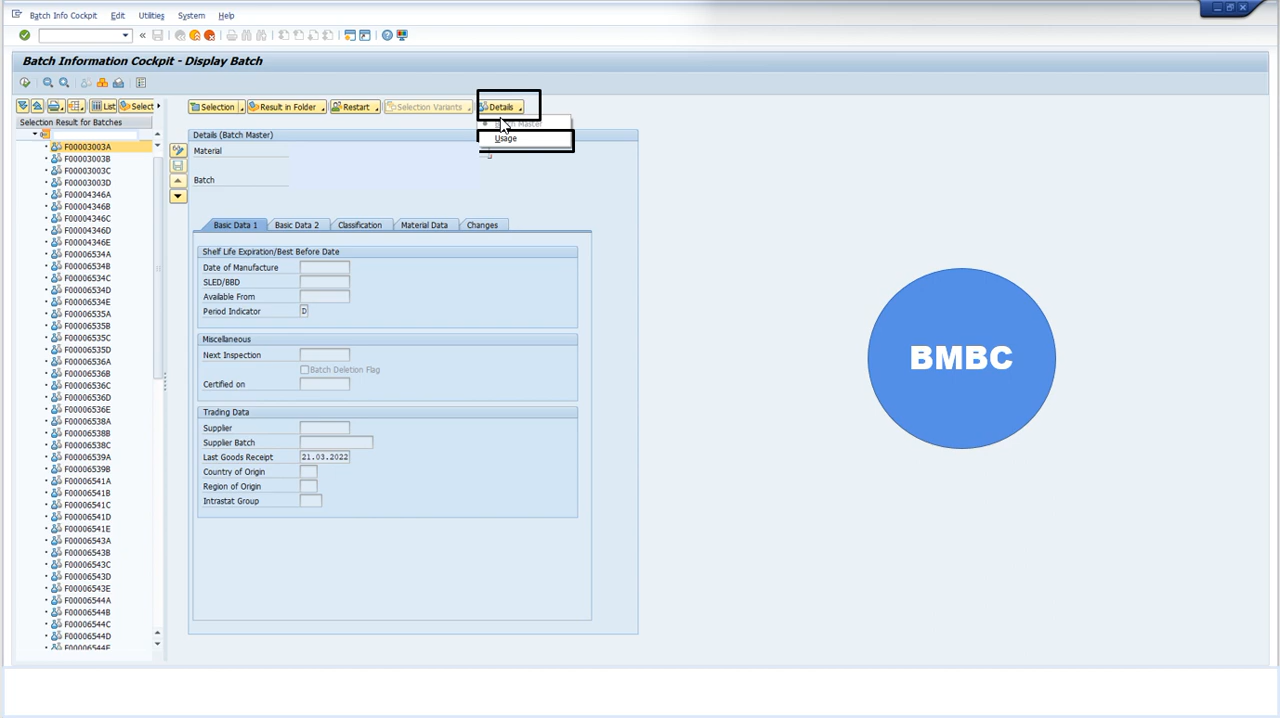 Batch Info Cockpit Edit Utilities System Help
Batch Information Cockpit - Display Batch
List Select
Selection Result in Folder Restart Selection Variants Details
Selection Result for Batches
Master
Usage
Details (Batch Master)
Material
Batch
F00003003A
F00003003B
F00003003C
F00003003D
F00004346A
F00004346B
F00004346C
F00004346D
F00004346E
F00006534A
F00006534B
F00006534C
F00006534D
F00006534E
F00006535A
F00006535B
F00006535C
F00006535D
F00006536A
F00006536B
F00006536C
F00006536D
F00006536E
F00006538A
F00006538B
F00006538C
F00006539A
F00006539B
F00006541A
F00006541B
F00006541C
F00006541D
F00006541E
F00006543A
F00006543B
F00006543C
F00006543D
F00006543E
F00006544A
F00006544B
F00006544C
F00006544D
F00006544E
Basic Data 1 Basic Data 2 Classification Material Data Changes
Shelf Life Expiration/Best Before Date
Date of Manufacture
SLED/BBD
Available From
Period Indicator D
Miscellaneous
Next Inspection
Batch Deletion Flag
Certified on
Trading Data
Supplier
Supplier Batch
Last Goods Receipt 21.03.2022
Country of Origin
Region of Origin
Intrastat Group
BMBC